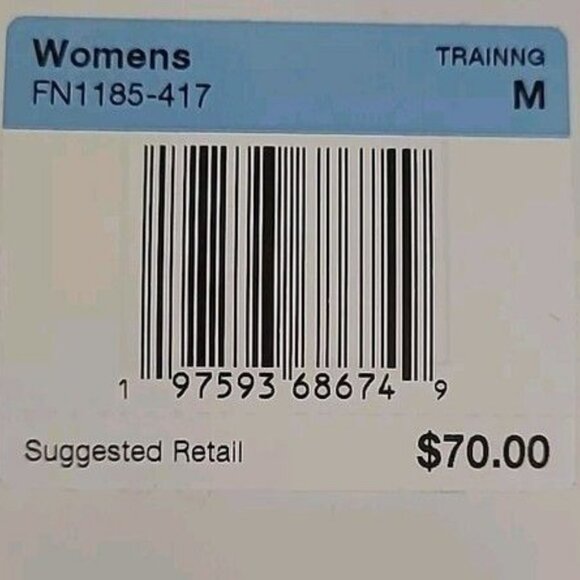 Womens TRAINNG
FN1185-417 M
1 97593 68674 9
Suggested Retail $70.00